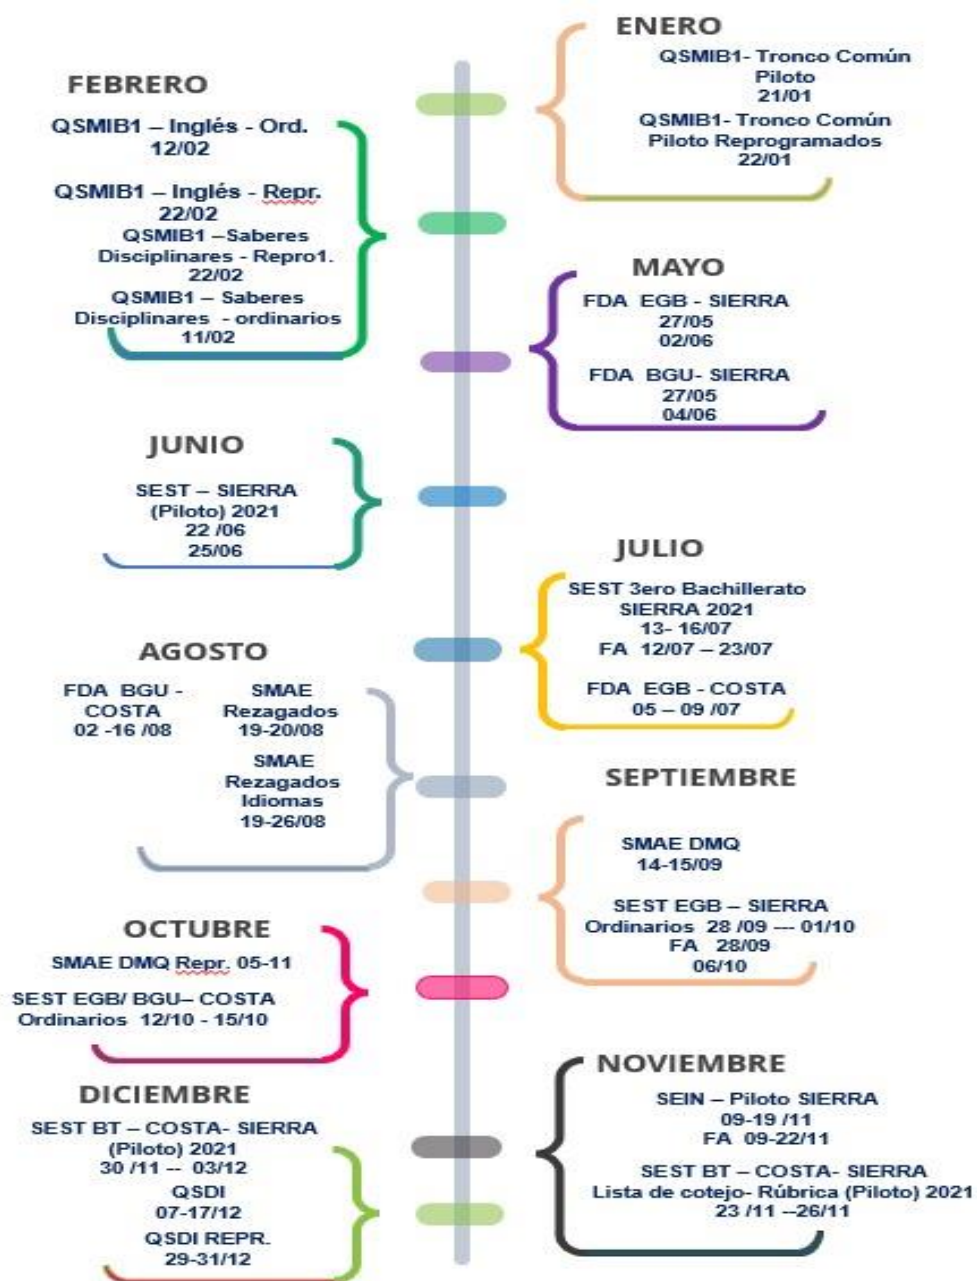 ENERO
QSMIB1- Tronco Común
Piloto
21/01
QSMIB1- Tronco Común
Piloto Reprogramados
22/01
FEBRERO
QSMIB1 – Inglés - Ord.
12/02
QSMIB1 – Inglés - Repr.
22/02
QSMIB1 –Saberes
Disciplinares - Repro1.
22/02
QSMIB1 – Saberes
Disciplinares - ordinarios
11/02
MAYO
FDA EGB - SIERRA
27/05
02/06
FDA BGU- SIERRA
27/05
04/06
JUNIO
SEST – SIERRA
(Piloto) 2021
22 /06
25/06
JULIO
SEST 3ero Bachillerato
SIERRA 2021
13- 16/07
FA 12/07 – 23/07
FDA EGB - COSTA
05 – 09 /07
AGOSTO
FDA BGU -
COSTA
02 -16 /08
SMAE
Rezagados
19-20/08
SMAE
Rezagados
Idiomas
19-26/08
SEPTIEMBRE
SMAE DMQ
14-15/09
SEST EGB – SIERRA
Ordinarios 28 /09 --- 01/10
FA 28/09
06/10
OCTUBRE
SMAE DMQ Repr. 05-11
SEST EGB/ BGU– COSTA
Ordinarios 12/10 - 15/10
NOVIEMBRE
SEIN – Piloto SIERRA
09-19 /11
FA 09-22/11
SEST BT – COSTA- SIERRA
Lista de cotejo- Rúbrica (Piloto) 2021
23 /11 --26/11
DICIEMBRE
SEST BT – COSTA- SIERRA
(Piloto) 2021
30 /11 -- 03/12
QSDI
07-17/12
QSDI REPR.
29-31/12